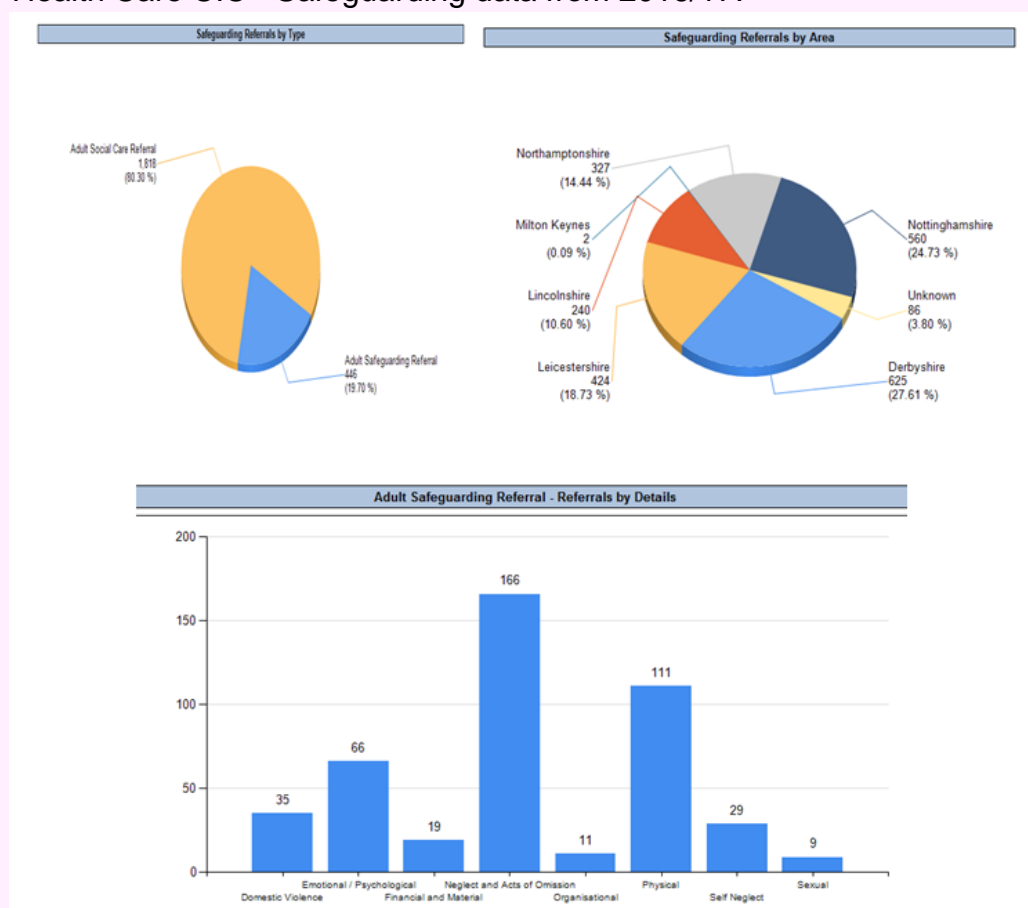 Safeguarding Referrals by Type
Safeguarding Referrals by Area
Adult Social Care Referral
1,818
(80.30 %)
Adult Safeguarding Referral
446
(19.70 %)
Northamptonshire
327
(14.44 %)
Milton Keynes
2
(0.09 %)
Lincolnshire
240
(10.60 %)
Leicestershire
424
(18.73 %)
Nottinghamshire
560
(24.73 %)
Unknown
86
(3.80 %)
Derbyshire
625
(27.61 %)
Adult Safeguarding Referral - Referrals by Details
200
150
100
50
0
35
66
19
166
11
111
29
9
Emotional / Psychological Neglect and Acts of Omission Physical Sexual
Domestic Violence Financial and Material Organisational Self Neglect